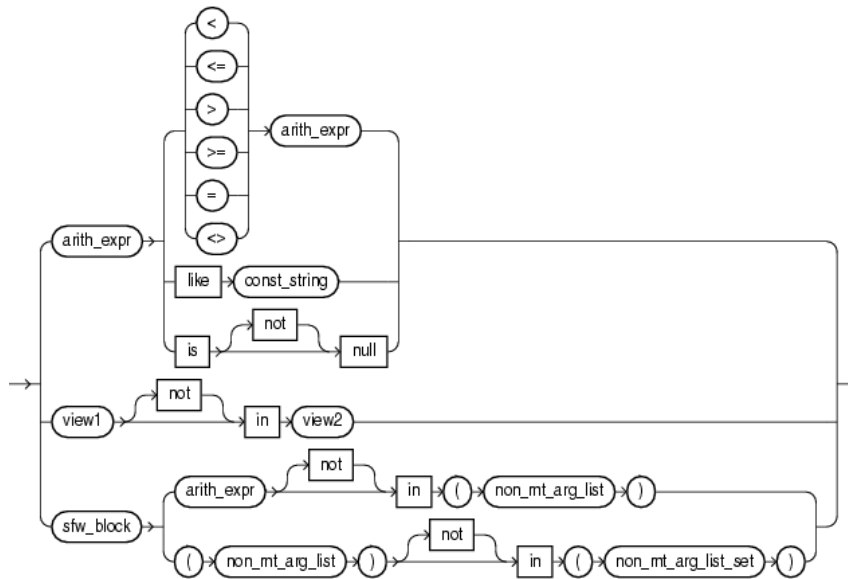 <
<=
>
arith_expr
>=
=
arith_expr
<>
like const_string
not
is null
not
view1 in view2
not
arith_expr in ( non_mt_arg_list )
sfw_block
not
( non_mt_arg_list ) in ( non_mt_arg_list_set )